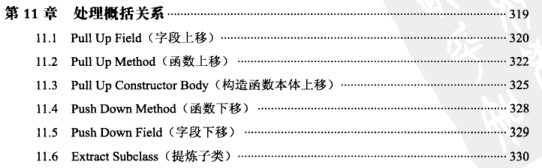 第 11 章 处理概括关系 319
11.1 Pull Up Field（字段上移） 320
11.2 Pull Up Method（函数上移） 322
11.3 Pull Up Constructor Body（构造函数本体上移） 325
11.4 Push Down Method（函数下移） 328
11.5 Push Down Field（字段下移） 329
11.6 Extract Subclass（提炼子类） 330